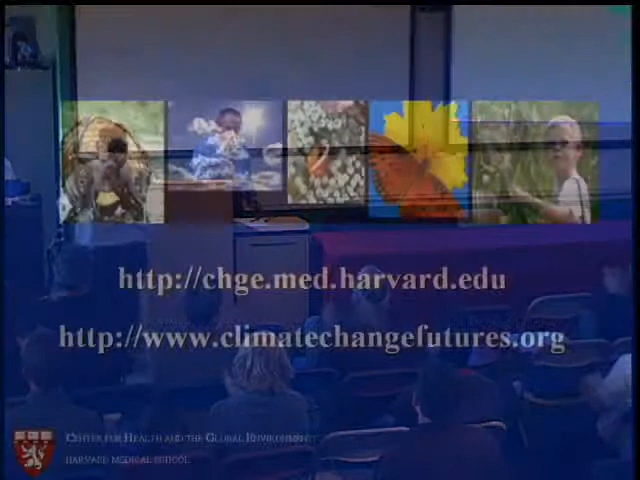 http://chge.med.harvard.edu
http://www.climatechangefutures.org
CENTER FOR HEALTH AND THE GLOBAL ENVIRONMENT
HARVARD MEDICAL SCHOOL